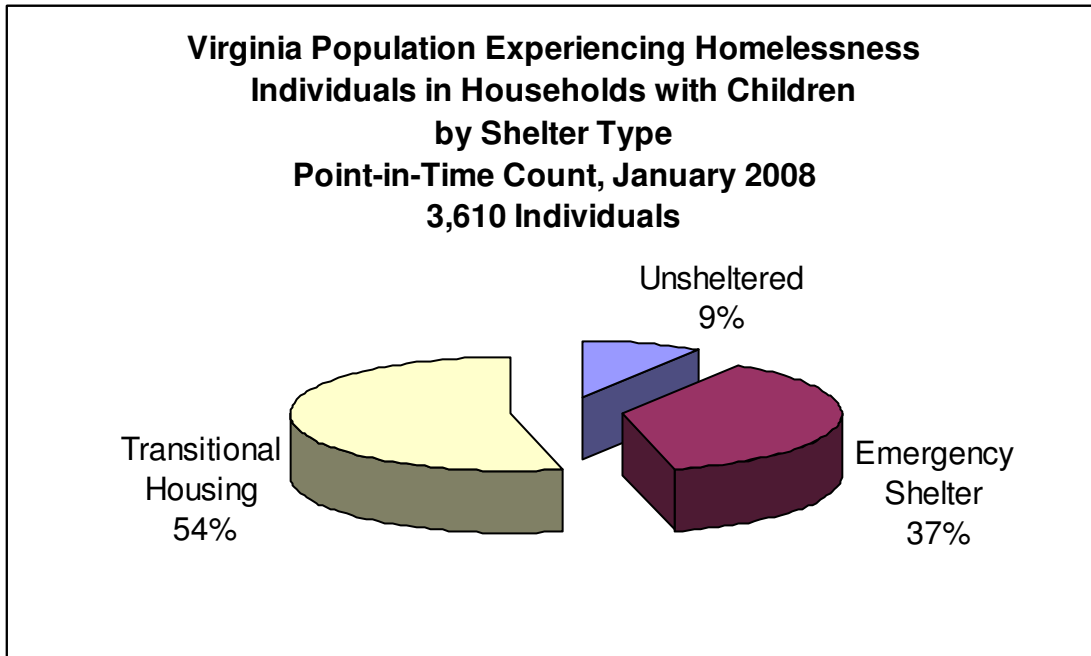 Virginia Population Experiencing Homelessness
Individuals in Households with Children
by Shelter Type
Point-in-Time Count, January 2008
3,610 Individuals
Unsheltered
9%
Transitional
Housing
54%
Emergency
Shelter
37%